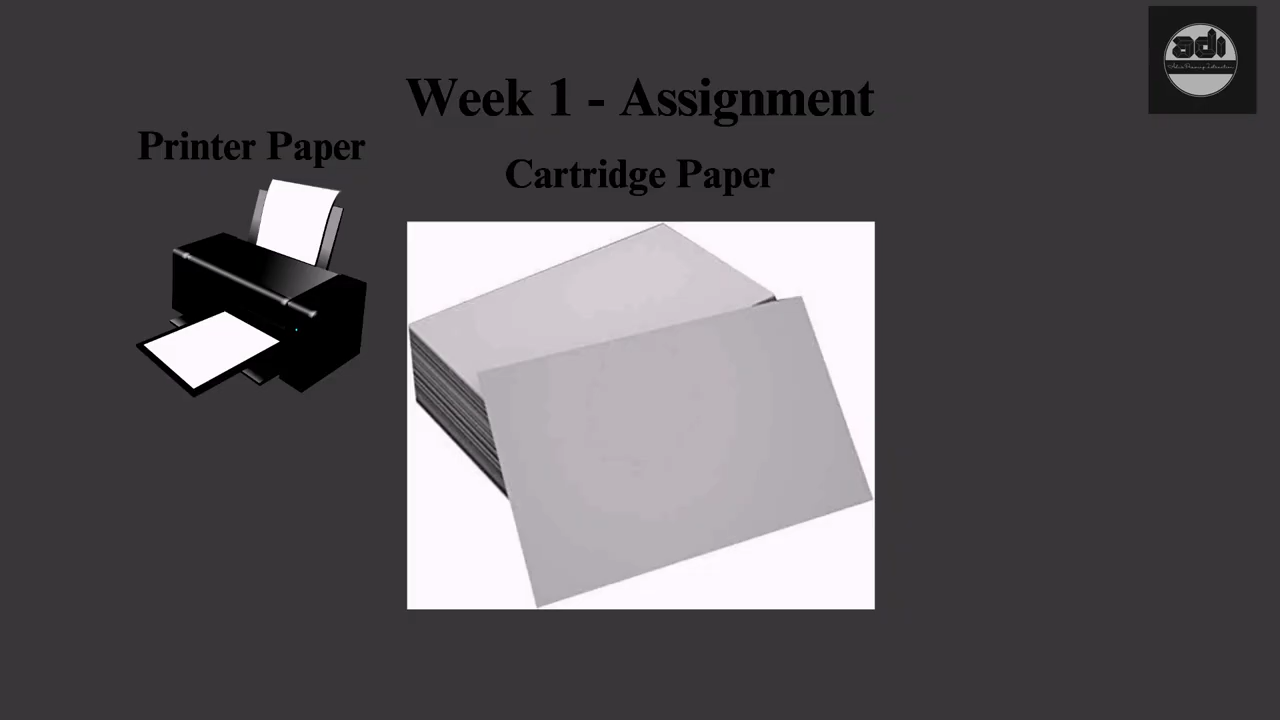 Week 1 - Assignment
Printer Paper
Cartridge Paper
adi